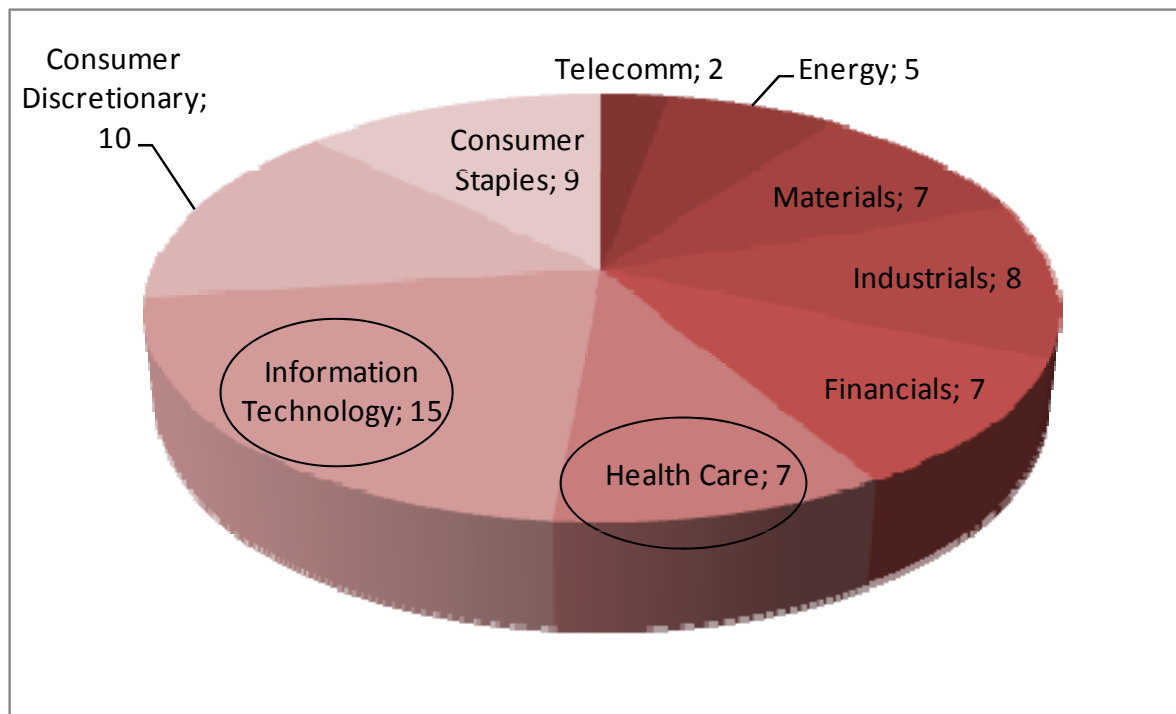 Consumer
Discretionary;
10
Telecomm; 2
Energy; 5
Consumer
Staples; 9
Materials; 7
Industrials; 8
Financials; 7
Information
Technology; 15
Health Care; 7